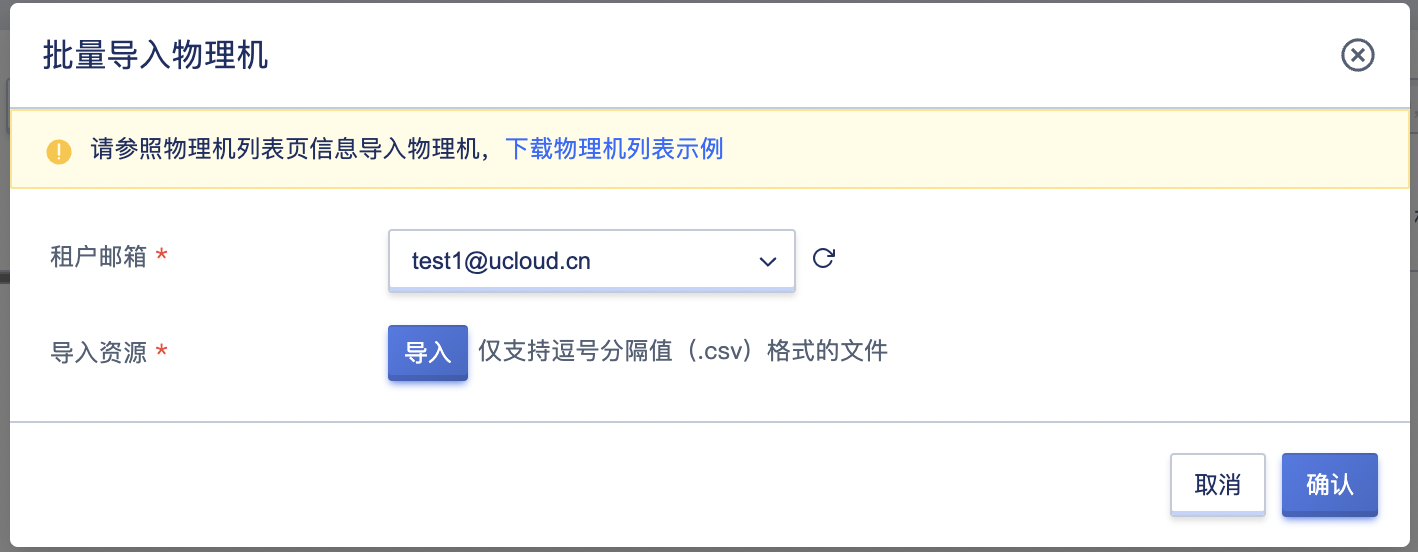 批量导入物理机
请参照物理机列表页信息导入物理机，下载物理机列表示例
租户邮箱 *
test1@ucloud.cn
导入资源 *
导入 仅支持逗号分隔值（.csv）格式的文件
取消
确认